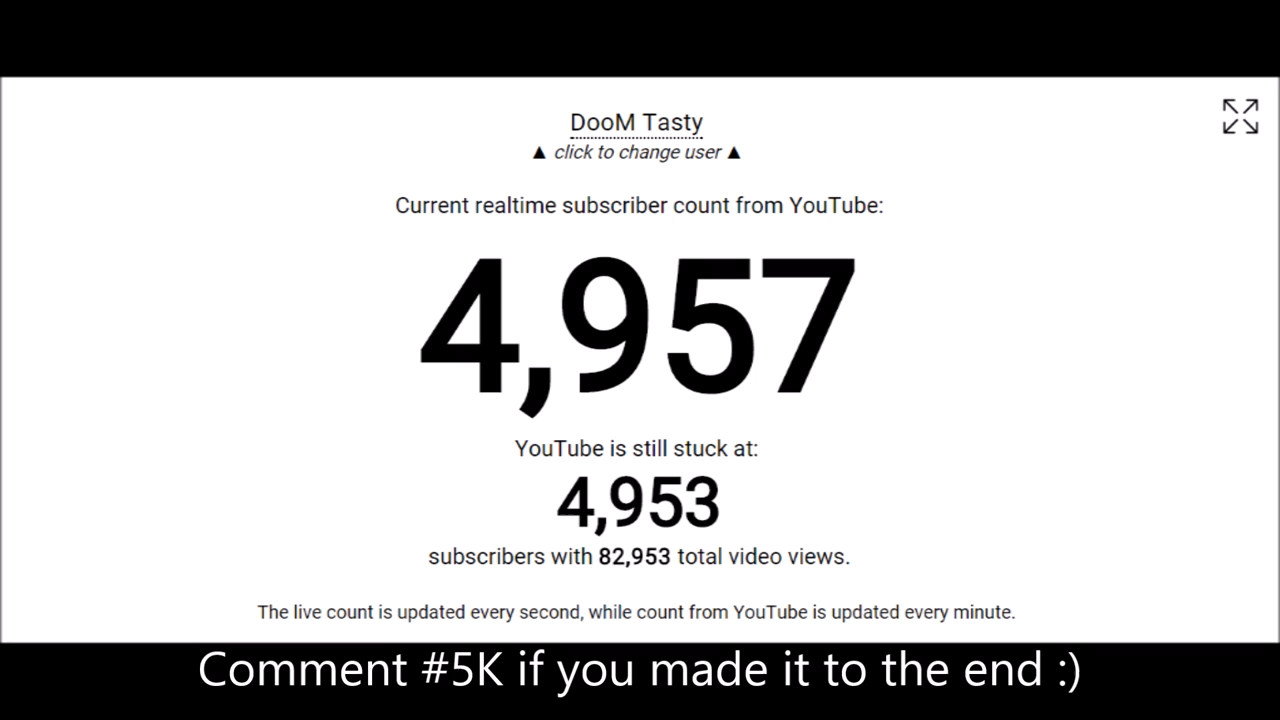 DooM Tasty
▲ click to change user ▲
Current realtime subscriber count from YouTube:
4,957
YouTube is still stuck at:
4,953
subscribers with 82,953 total video views.
The live count is updated every second, while count from YouTube is updated every minute.
Comment #5K if you made it to the end :)